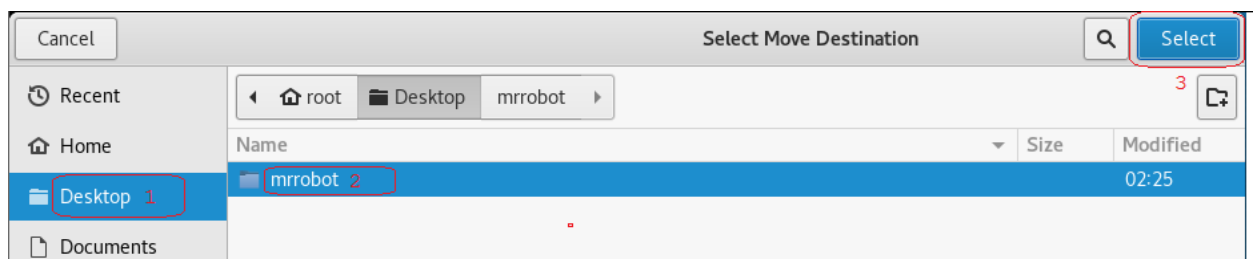 Cancel Select Move Destination Select
Recent root Desktop mrrobot 3
Home Name Size Modified
Desktop 1 mrrobot 2 02:25
Documents